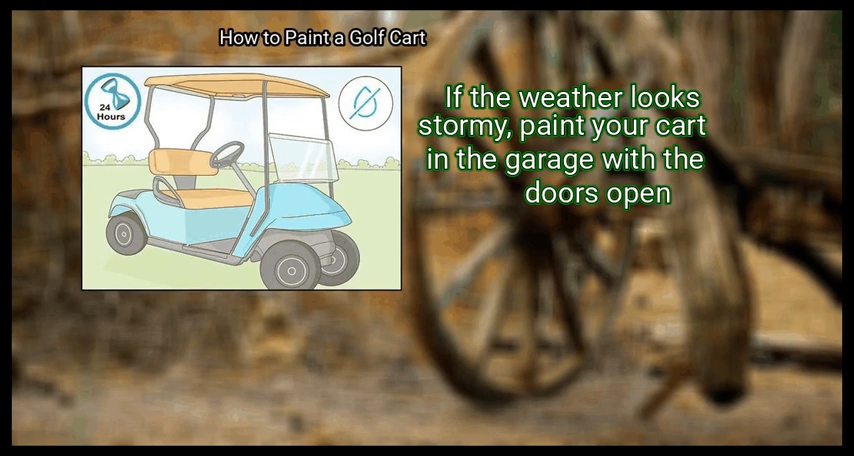 How to Paint a Golf Cart
24
Hours
If the weather looks
stormy, paint your cart
in the garage with the
doors open